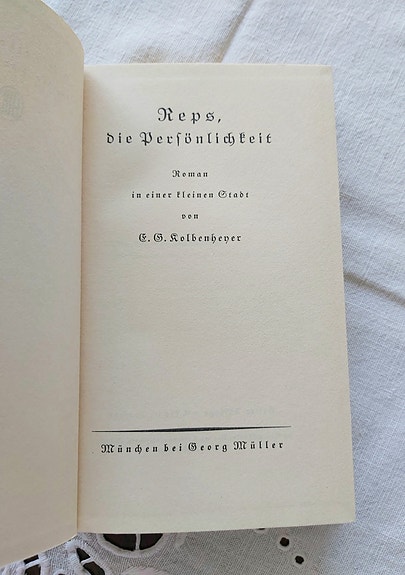 Reps,
die Persönlichkeit
Roman
in einer kleinen Stadt
von
E. G. Kolbenheyer
München bei Georg Müller